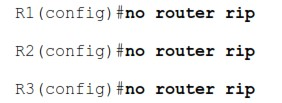 R1(config)#no router rip
R2(config)#no router rip
R3(config)#no router rip